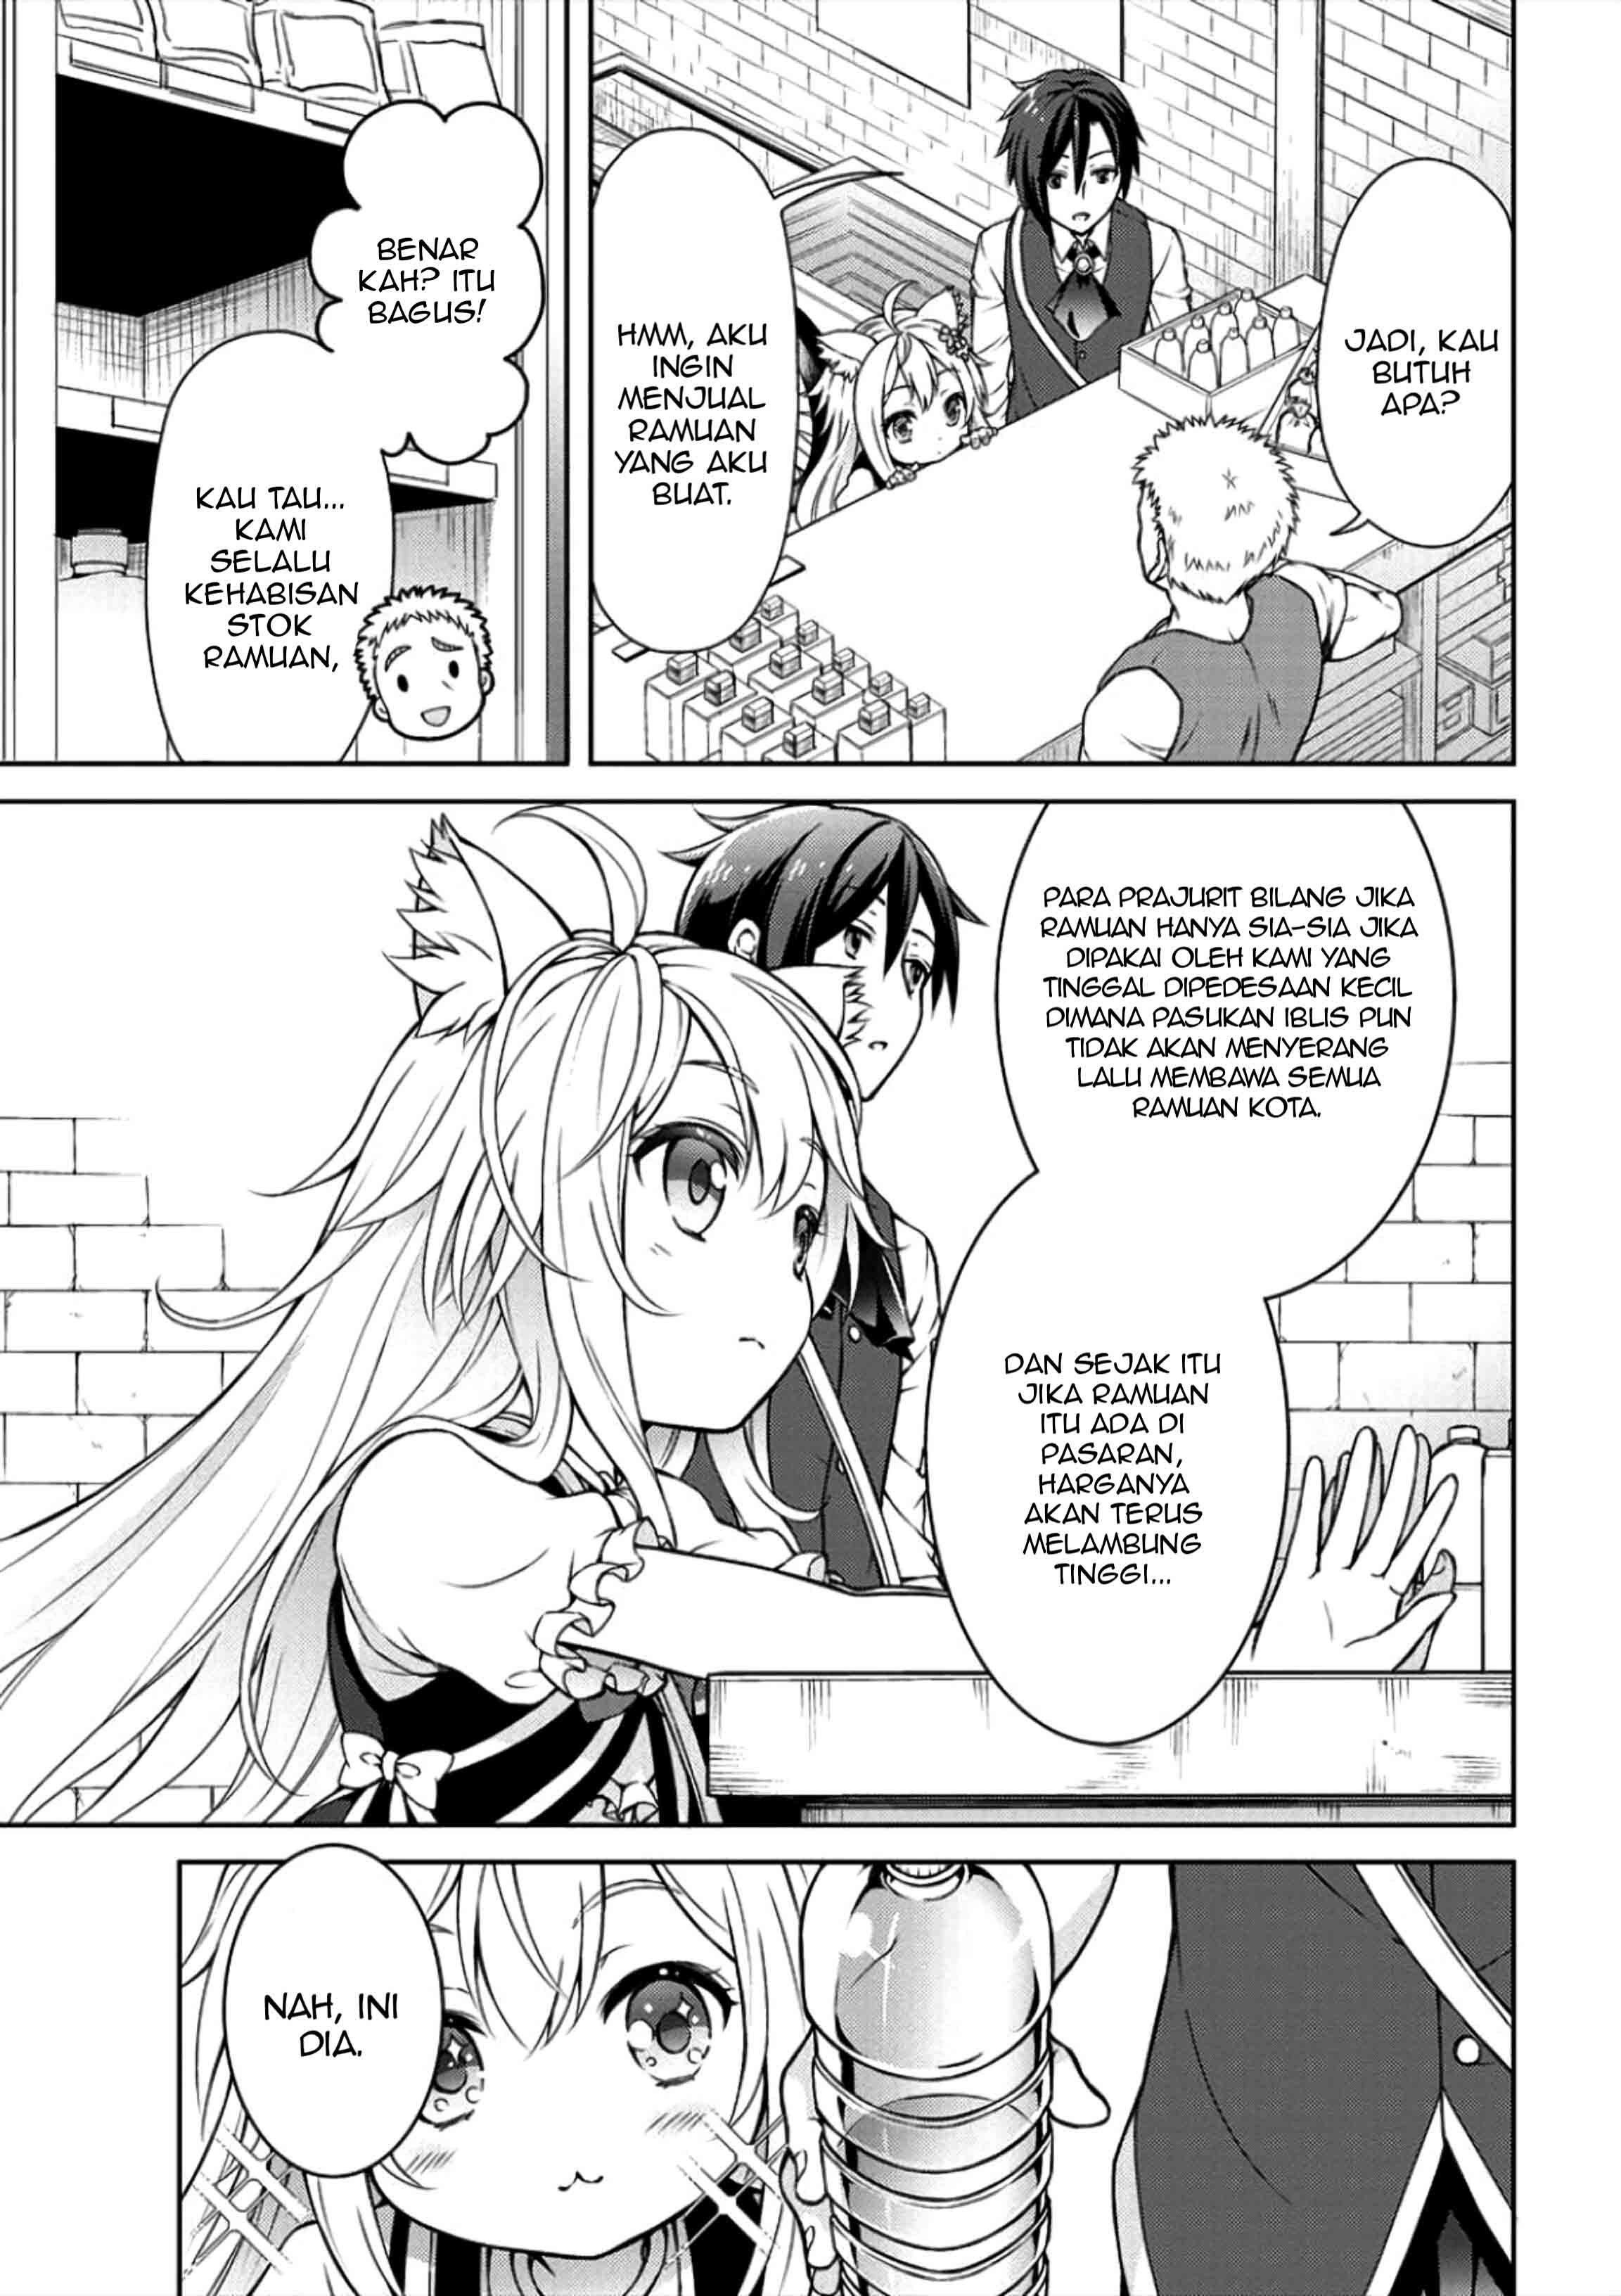 JADI, KAU
BUTUH
APA?
HMM, AKU
INGIN
MENJUAL
RAMUAN
YANG AKU
BUAT.
BENAR
KAH? ITU
BAGUS!
KAU TAU...
KAMI
SELALU
KEHABISAN
STOK
RAMUAN,
PARA PRAJURIT BILANG JIKA
RAMUAN HANYA SIA-SIA JIKA
DIPAKAI OLEH KAMI YANG
TINGGAL DIPEDESAAN KECIL
DIMANA PASUKAN IBLIS PUN
TIDAK AKAN MENYERANG
LALU MEMBAWA SEMUA
RAMUAN KOTA.
DAN SEJAK ITU
JIKA RAMUAN
ITU ADA DI
PASARAN,
HARGANYA
AKAN TERUS
MELAMBUNG
TINGGI...
NAH, INI
DIA.